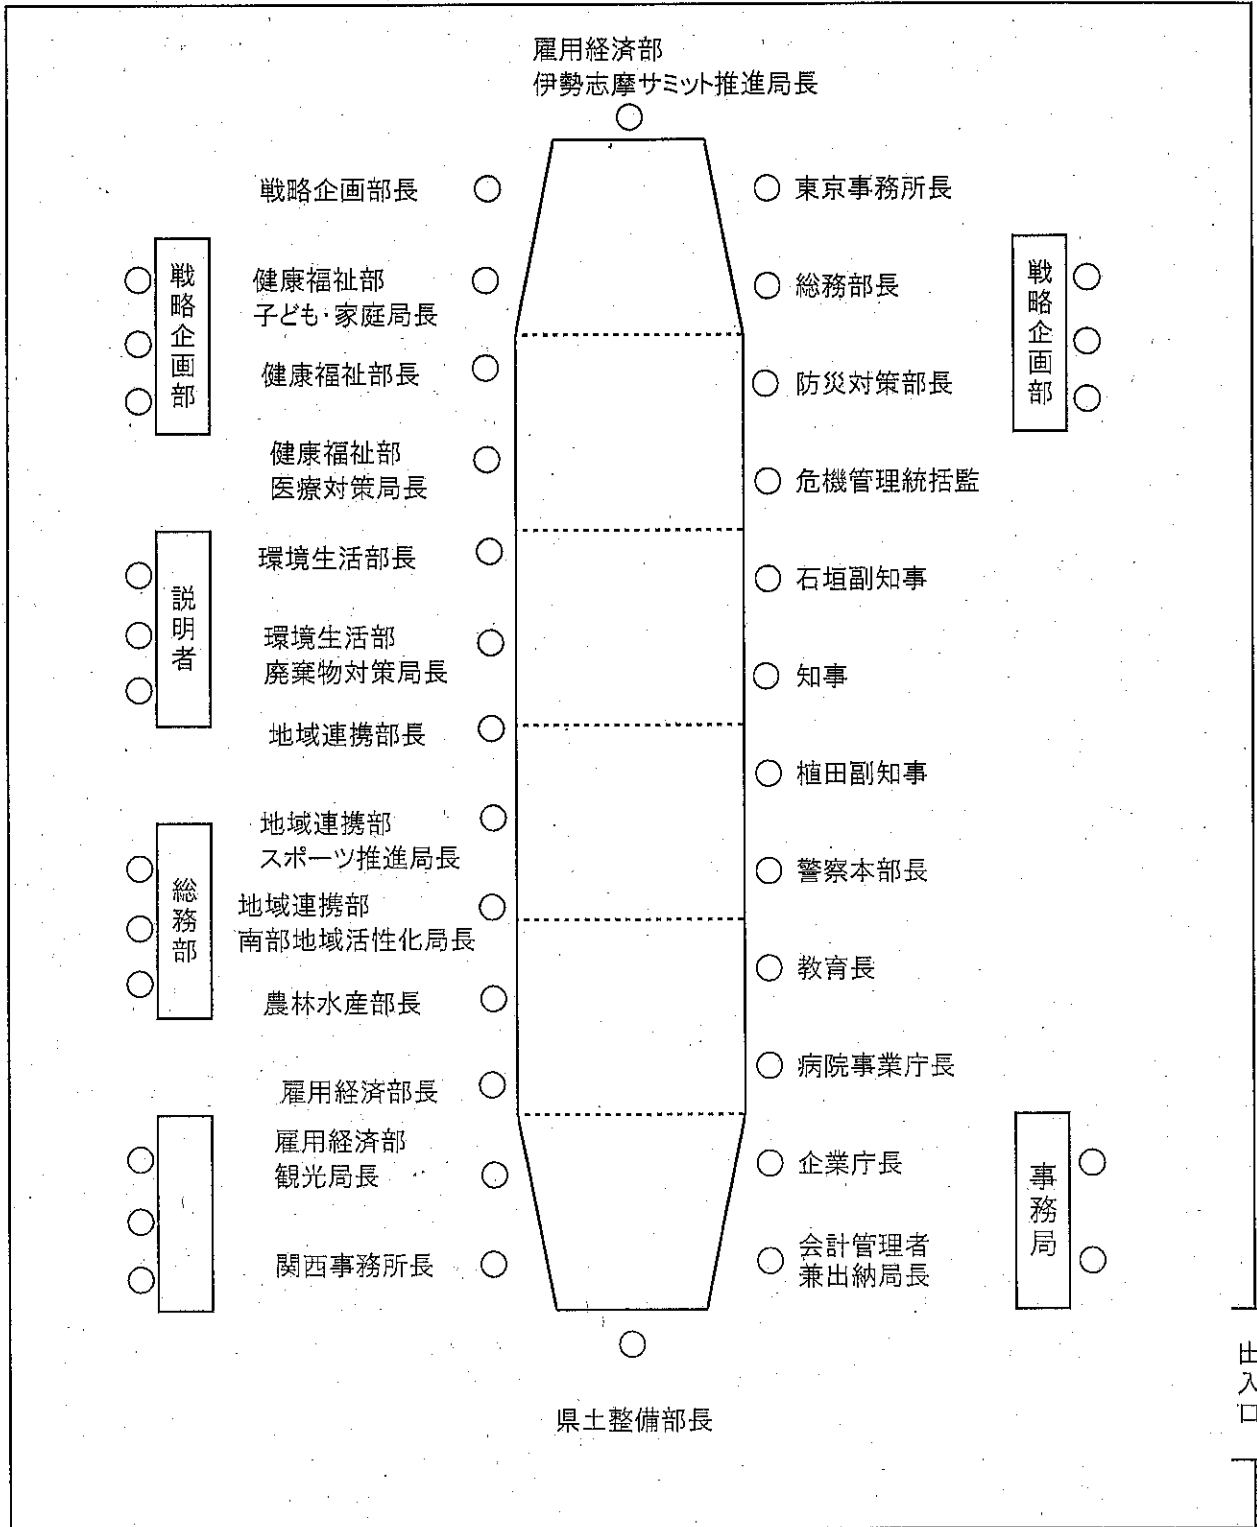 雇用経済部
伊勢志摩サミット推進局長
戦略企画部長
東京事務所長
戦略企画部
健康福祉部
子ども・家庭局長
総務部長
戦略企画部
健康福祉部長
防災対策部長
健康福祉部
医療対策局長
危機管理統括監
説明者
環境生活部長
石垣副知事
環境生活部
廃棄物対策局長
知事
地域連携部長
植田副知事
総務部
地域連携部
スポーツ推進局長
警察本部長
地域連携部
南部地域活性化局長
教育長
農林水産部長
病院事業庁長
雇用経済部長
雇用経済部
観光局長
企業庁長
事務局
関西事務所長
会計管理者
兼出納局長
出入口
県土整備部長